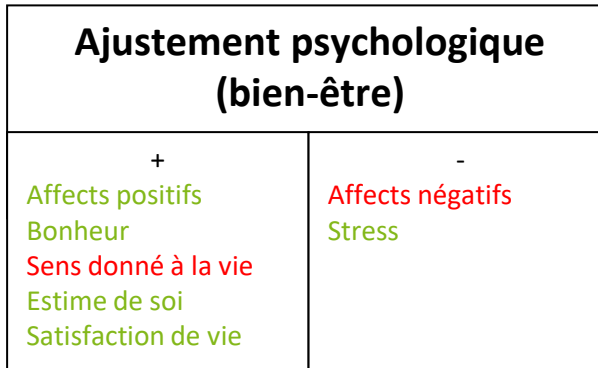 Ajustement psychologique
(bien-être)
+
Affects positifs
Bonheur
Sens donné à la vie
Estime de soi
Satisfaction de vie
-
Affects négatifs
Stress